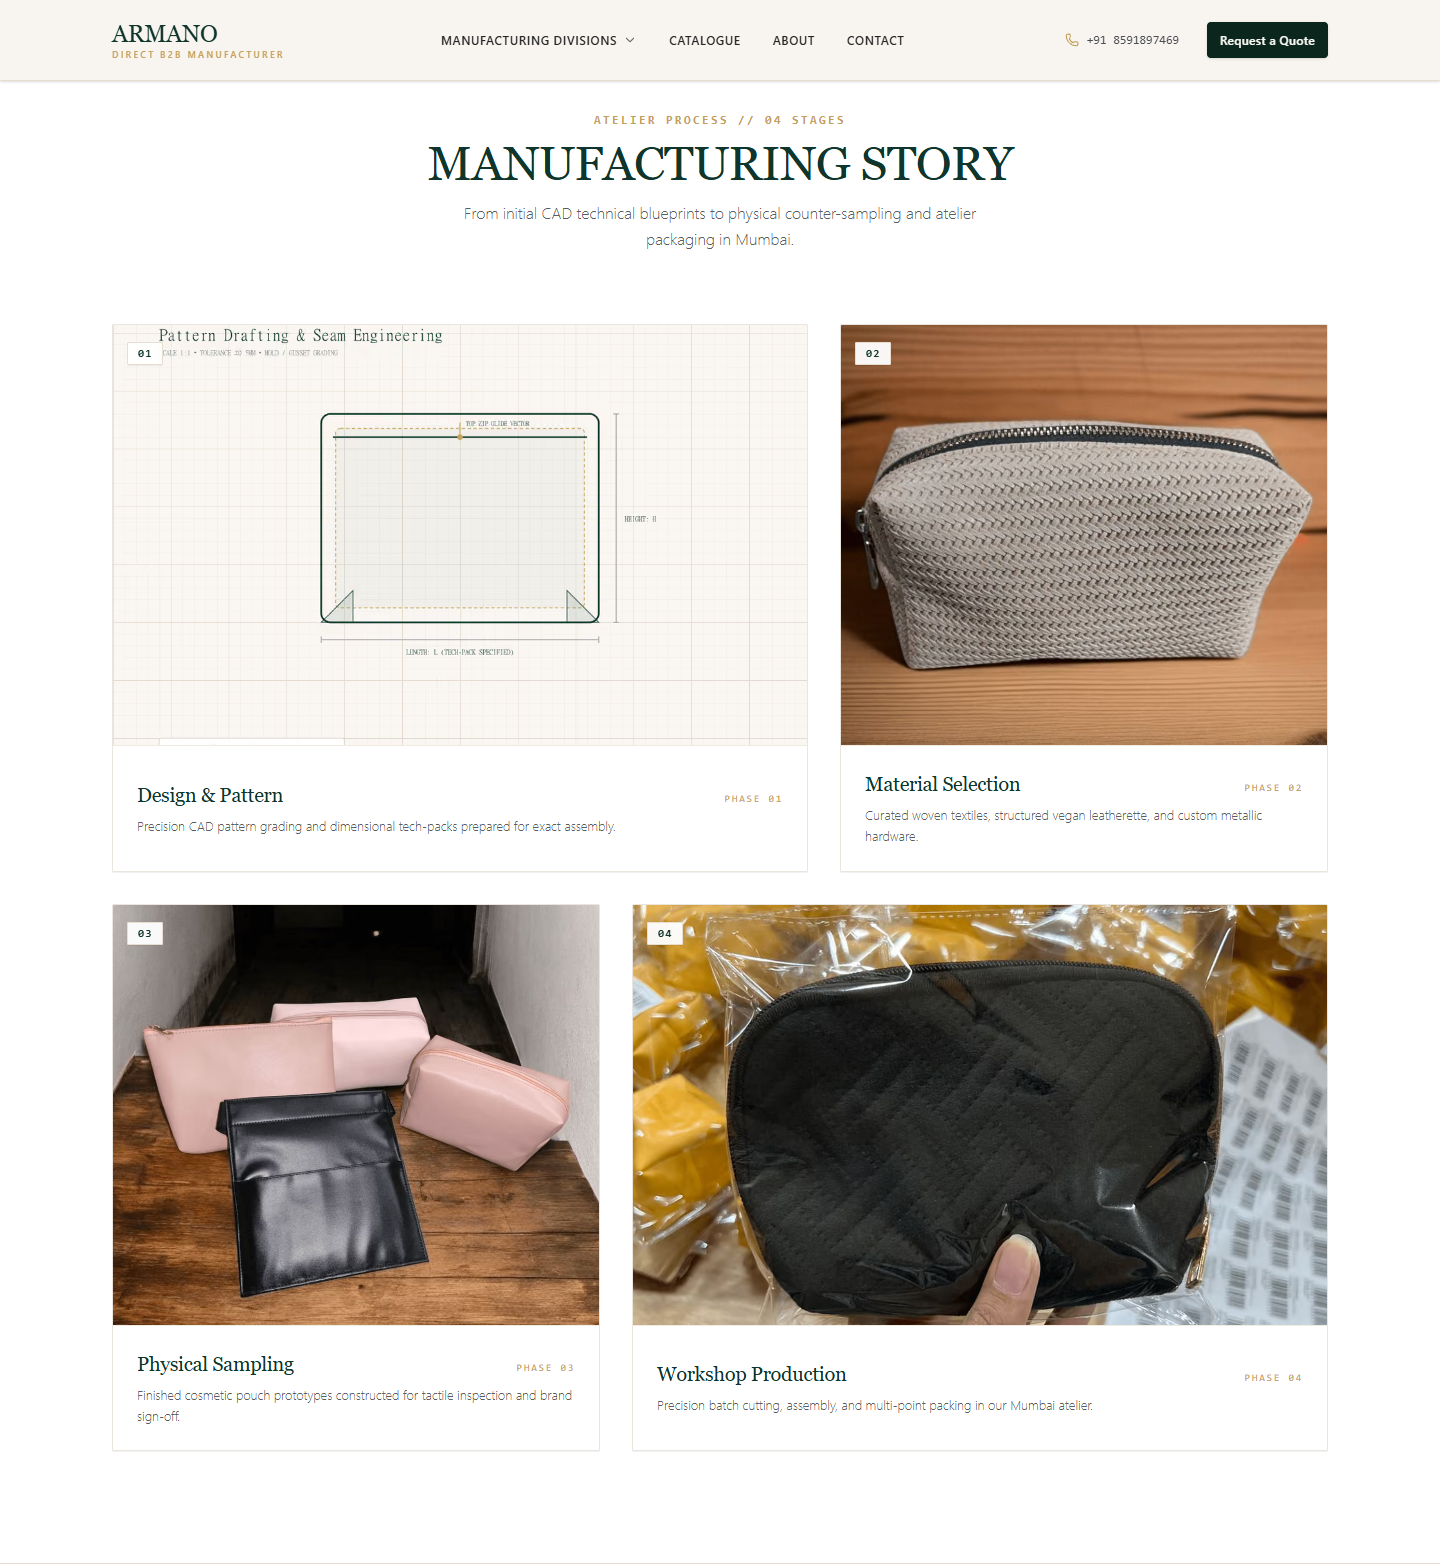 ARMANO
DIRECT B2B MANUFACTURER
MANUFACTURING DIVISIONS
CATALOGUE
ABOUT
CONTACT
+91 8591897469
Request a Quote
ATELIER PROCESS // 04 STAGES
MANUFACTURING STORY
From initial CAD technical blueprints to physical counter-sampling and atelier
packaging in Mumbai.
Pattern Drafting & Seam Engineering
01
TOP ZIP GLIDE VECTOR
HEIGHT: H
LENGTH: L (TECH-PACK SPECIFIED)
Design & Pattern
PHASE 01
Precision CAD pattern grading and dimensional tech-packs prepared for exact assembly.
02
Material Selection
PHASE 02
Curated woven textiles, structured vegan leatherette, and custom metallic
hardware.
03
Physical Sampling
PHASE 03
Finished cosmetic pouch prototypes constructed for tactile inspection and brand
sign-off.
04
Workshop Production
PHASE 04
Precision batch cutting, assembly, and multi-point packing in our Mumbai atelier.